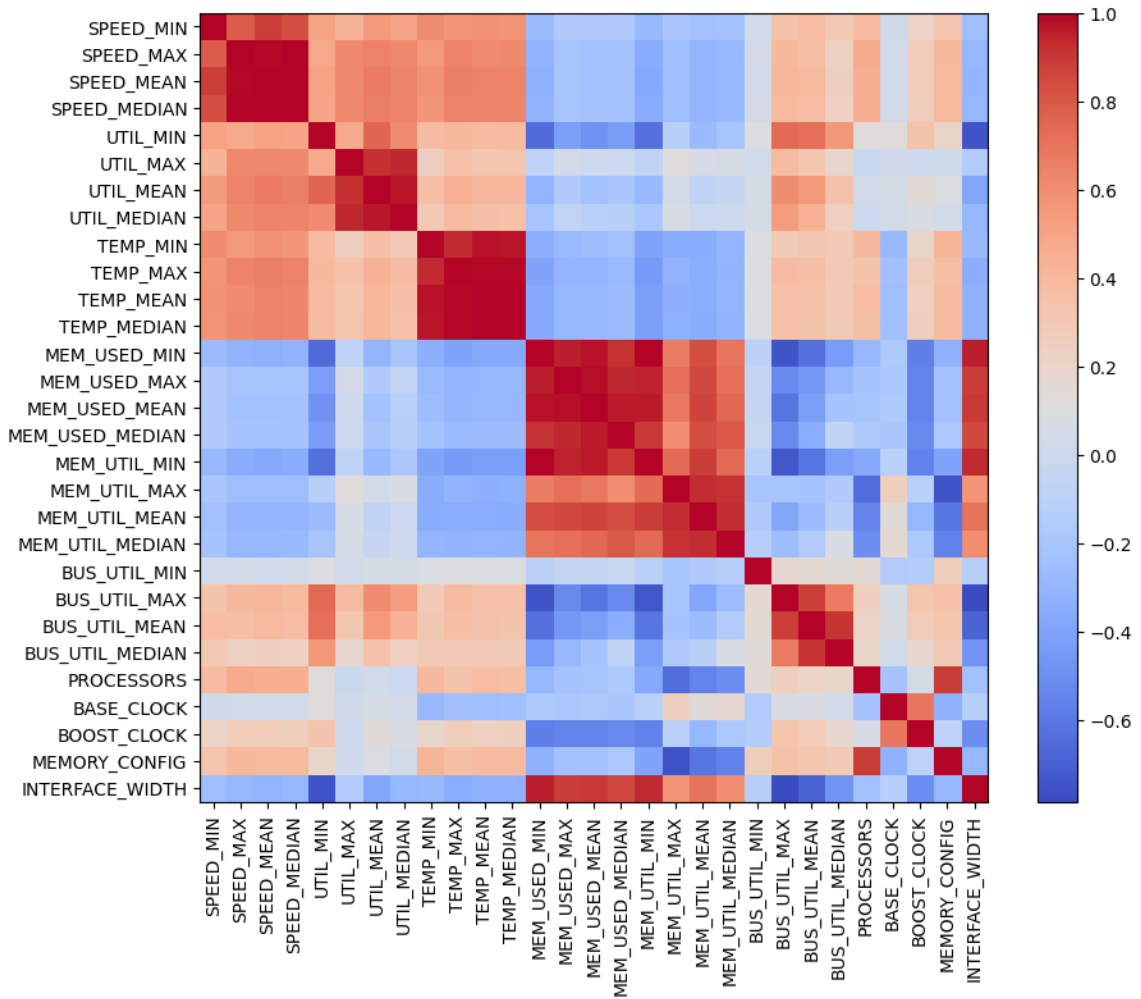 SPEED_MIN
SPEED_MAX
SPEED_MEAN
SPEED_MEDIAN
UTIL_MIN
UTIL_MAX
UTIL_MEAN
UTIL_MEDIAN
TEMP_MIN
TEMP_MAX
TEMP_MEAN
TEMP_MEDIAN
MEM_USED_MIN
MEM_USED_MAX
MEM_USED_MEAN
MEM_USED_MEDIAN
MEM_UTIL_MIN
MEM_UTIL_MAX
MEM_UTIL_MEAN
MEM_UTIL_MEDIAN
BUS_UTIL_MIN
BUS_UTIL_MAX
BUS_UTIL_MEAN
BUS_UTIL_MEDIAN
PROCESSORS
BASE_CLOCK
BOOST_CLOCK
MEMORY_CONFIG
INTERFACE_WIDTH
SPEED_MIN
SPEED_MAX
SPEED_MEAN
SPEED_MEDIAN
UTIL_MIN
UTIL_MAX
UTIL_MEAN
UTIL_MEDIAN
TEMP_MIN
TEMP_MAX
TEMP_MEAN
TEMP_MEDIAN
MEM_USED_MIN
MEM_USED_MAX
MEM_USED_MEAN
MEM_USED_MEDIAN
MEM_UTIL_MIN
MEM_UTIL_MAX
MEM_UTIL_MEAN
MEM_UTIL_MEDIAN
BUS_UTIL_MIN
BUS_UTIL_MAX
BUS_UTIL_MEAN
BUS_UTIL_MEDIAN
PROCESSORS
BASE_CLOCK
BOOST_CLOCK
MEMORY_CONFIG
INTERFACE_WIDTH
1.0
0.8
0.6
0.4
0.2
0.0
−0.2
−0.4
−0.6